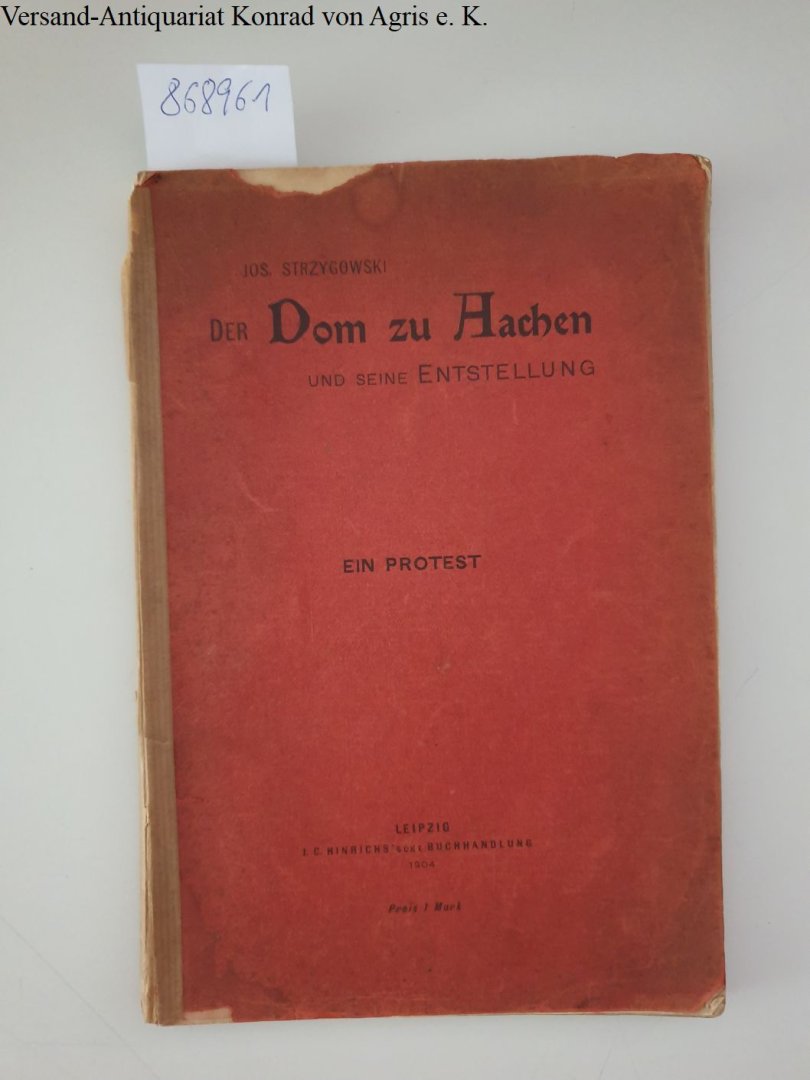 Versand-Antiquariat Konrad von Agris e. K.
868961
JOS. STRZYGOWSKI
DER Dom zu Aachen
UND SEINE ENTSTELLUNG
EIN PROTEST
LEIPZIG
J. C. HINRICHS'SCHE BUCHHANDLUNG
1904
Preis 1 Mark